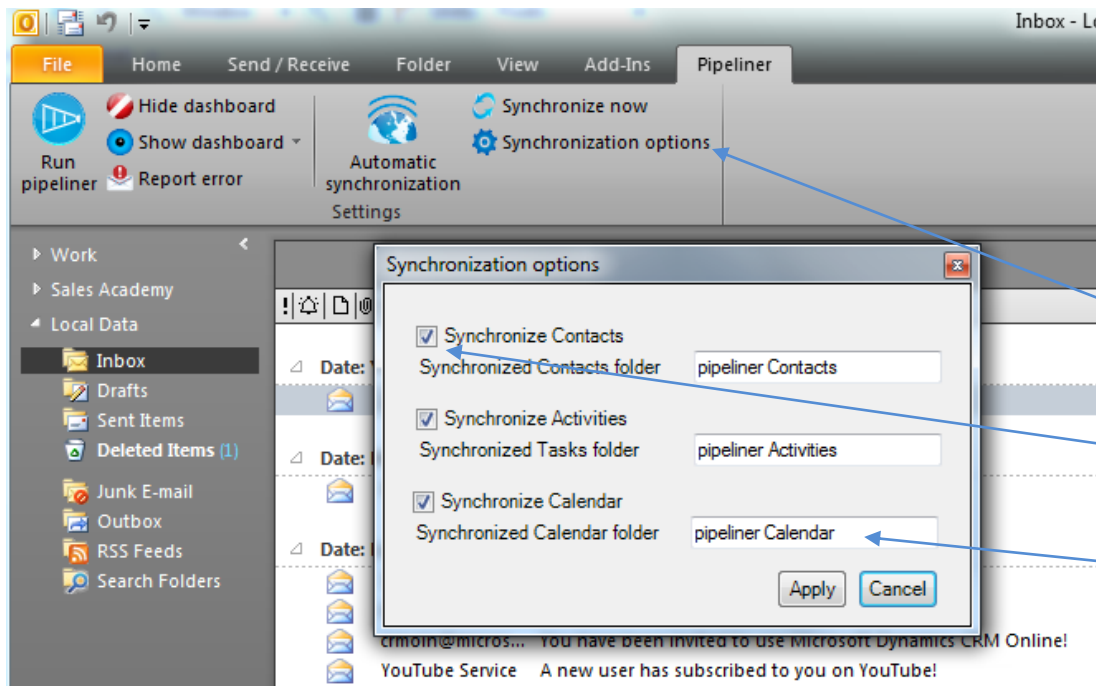 Inbox - Lo
File Home Send / Receive Folder View Add-Ins Pipeliner
Run pipeliner
Hide dashboard
Show dashboard
Report error
Automatic synchronization
Synchronize now
Synchronization options
Settings
Work
Sales Academy
Local Data
Inbox
Drafts
Sent Items
Deleted Items (1)
Junk E-mail
Outbox
RSS Feeds
Search Folders
Synchronization options
Synchronize Contacts
Synchronized Contacts folder pipeliner Contacts
Synchronize Activities
Synchronized Tasks folder pipeliner Activities
Synchronize Calendar
Synchronized Calendar folder pipeliner Calendar
Apply Cancel
Date:
Date:
Date:
crmoln@micros... You have been invited to use Microsoft Dynamics CRM Online!
YouTube Service A new user has subscribed to you on YouTube!